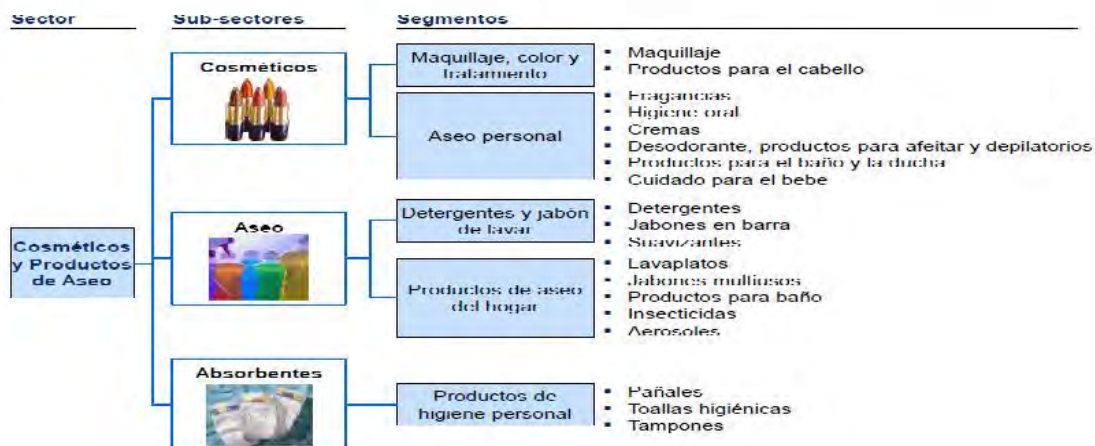 Sector
Sub-sectores
Segmentos
Cosméticos y Productos de Aseo
Cosméticos
Maquillaje, color y tratamiento
▪ Maquillaje
▪ Productos para el cabello
Aseo personal
▪ Fragancias
▪ Higiene oral
▪ Cremas
▪ Desodorante, productos para afeitar y depilatorios
▪ Productos para el baño y la ducha
▪ Cuidado para el bebe
Aseo
Detergentes y jabón de lavar
▪ Detergentes
▪ Jabones en barra
▪ Suavizantes
Productos de aseo del hogar
▪ Lavaplatos
▪ Jabones multiusos
▪ Productos para baño
▪ Insecticidas
▪ Aerosoles
Absorbentes
Productos de higiene personal
▪ Pañales
▪ Toallas higiénicas
▪ Tampones